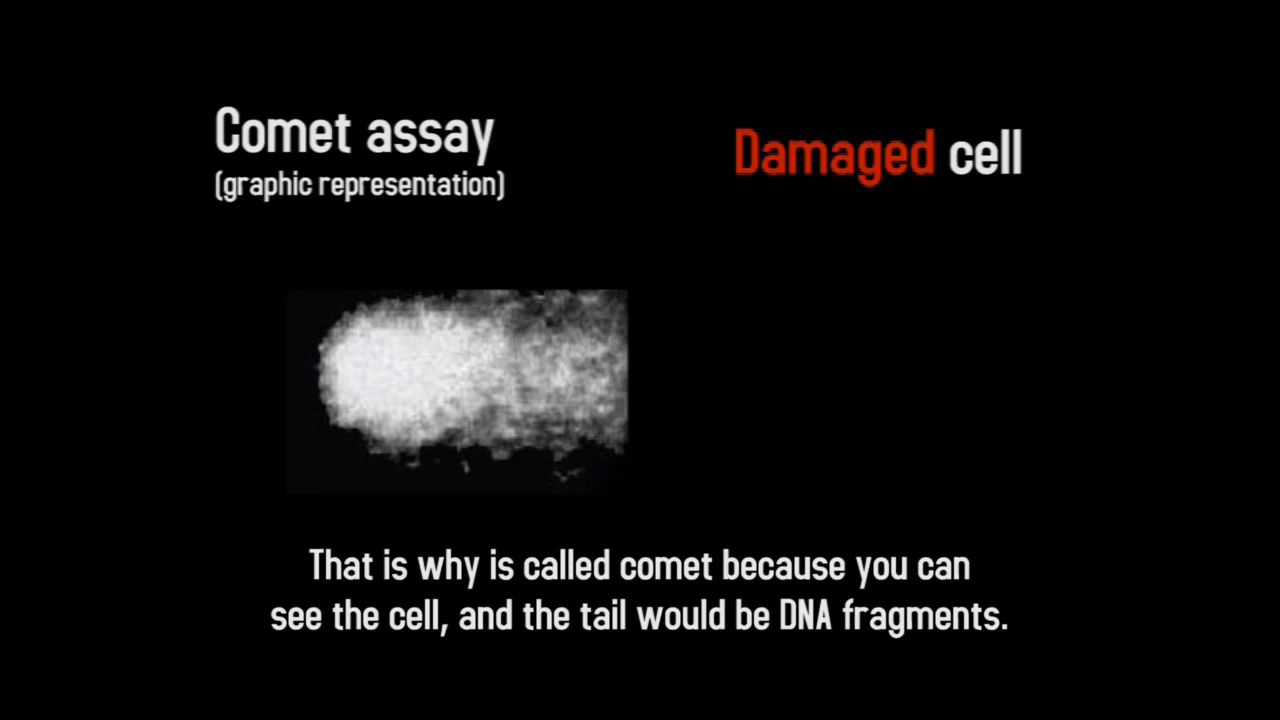 Comet assay
(graphic representation)
Damaged cell
That is why is called comet because you can
see the cell, and the tail would be DNA fragments.